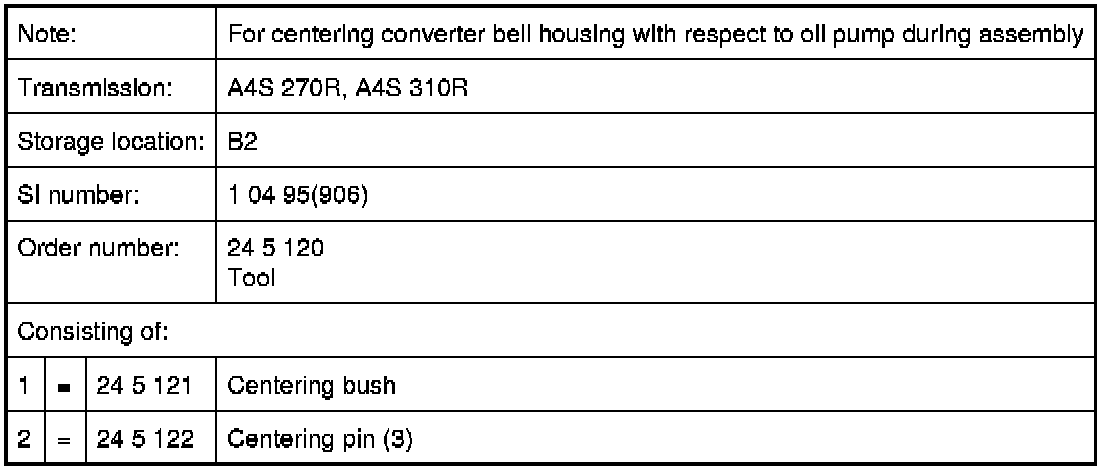 Note: For centering converter bell housing with respect to oil pump during assembly
Transmission: A4S 270R, A4S 310R
Storage location: B2
SI number: 1 04 95(906)
Order number: 24 5 120
Tool
Consisting of:
1 = 24 5 121 Centering bush
2 = 24 5 122 Centering pin (3)